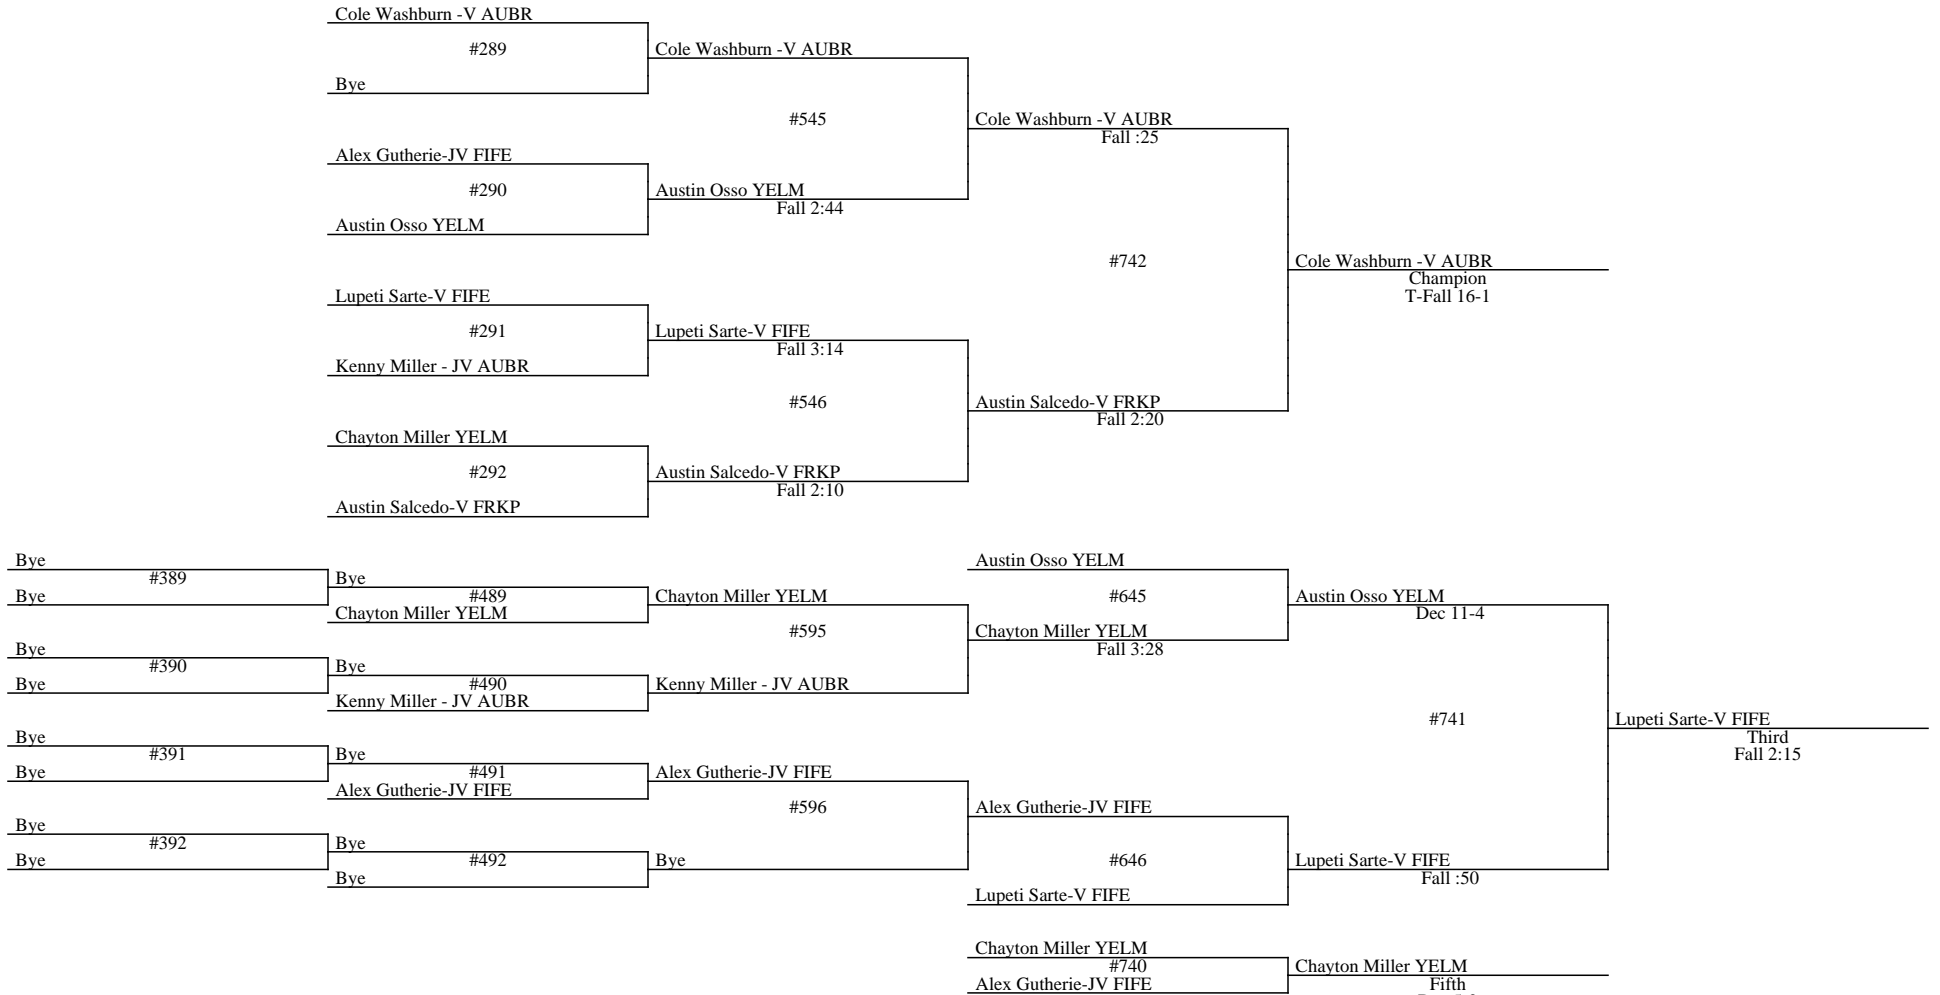 Cole Washburn -V AUBR
#289
Bye
Cole Washburn -V AUBR
#545
Alex Gutherie-JV FIFE
#290
Austin Osso YELM
Austin Osso YELM
Fall 2:44
Cole Washburn -V AUBR
Fall :25
#742
Lupeti Sarte-V FIFE
#291
Kenny Miller - JV AUBR
Lupeti Sarte-V FIFE
Fall 3:14
#546
Chayton Miller YELM
#292
Austin Salcedo-V FRKP
Austin Salcedo-V FRKP
Fall 2:10
Austin Salcedo-V FRKP
Fall 2:20
Cole Washburn -V AUBR
Champion
T-Fall 16-1
Bye
#389
Bye
Bye
#489
Chayton Miller YELM
Chayton Miller YELM
#595
Bye
#390
Bye
Bye
#490
Kenny Miller - JV AUBR
Kenny Miller - JV AUBR
Austin Osso YELM
#645
Chayton Miller YELM
Fall 3:28
Austin Osso YELM
Dec 11-4
#741
Bye
#391
Bye
Bye
#491
Alex Gutherie-JV FIFE
Alex Gutherie-JV FIFE
#596
Bye
#392
Bye
Bye
#492
Bye
Bye
Alex Gutherie-JV FIFE
#646
Lupeti Sarte-V FIFE
Lupeti Sarte-V FIFE
Fall :50
Lupeti Sarte-V FIFE
Third
Fall 2:15
Chayton Miller YELM
#740
Alex Gutherie-JV FIFE
Chayton Miller YELM
Fifth